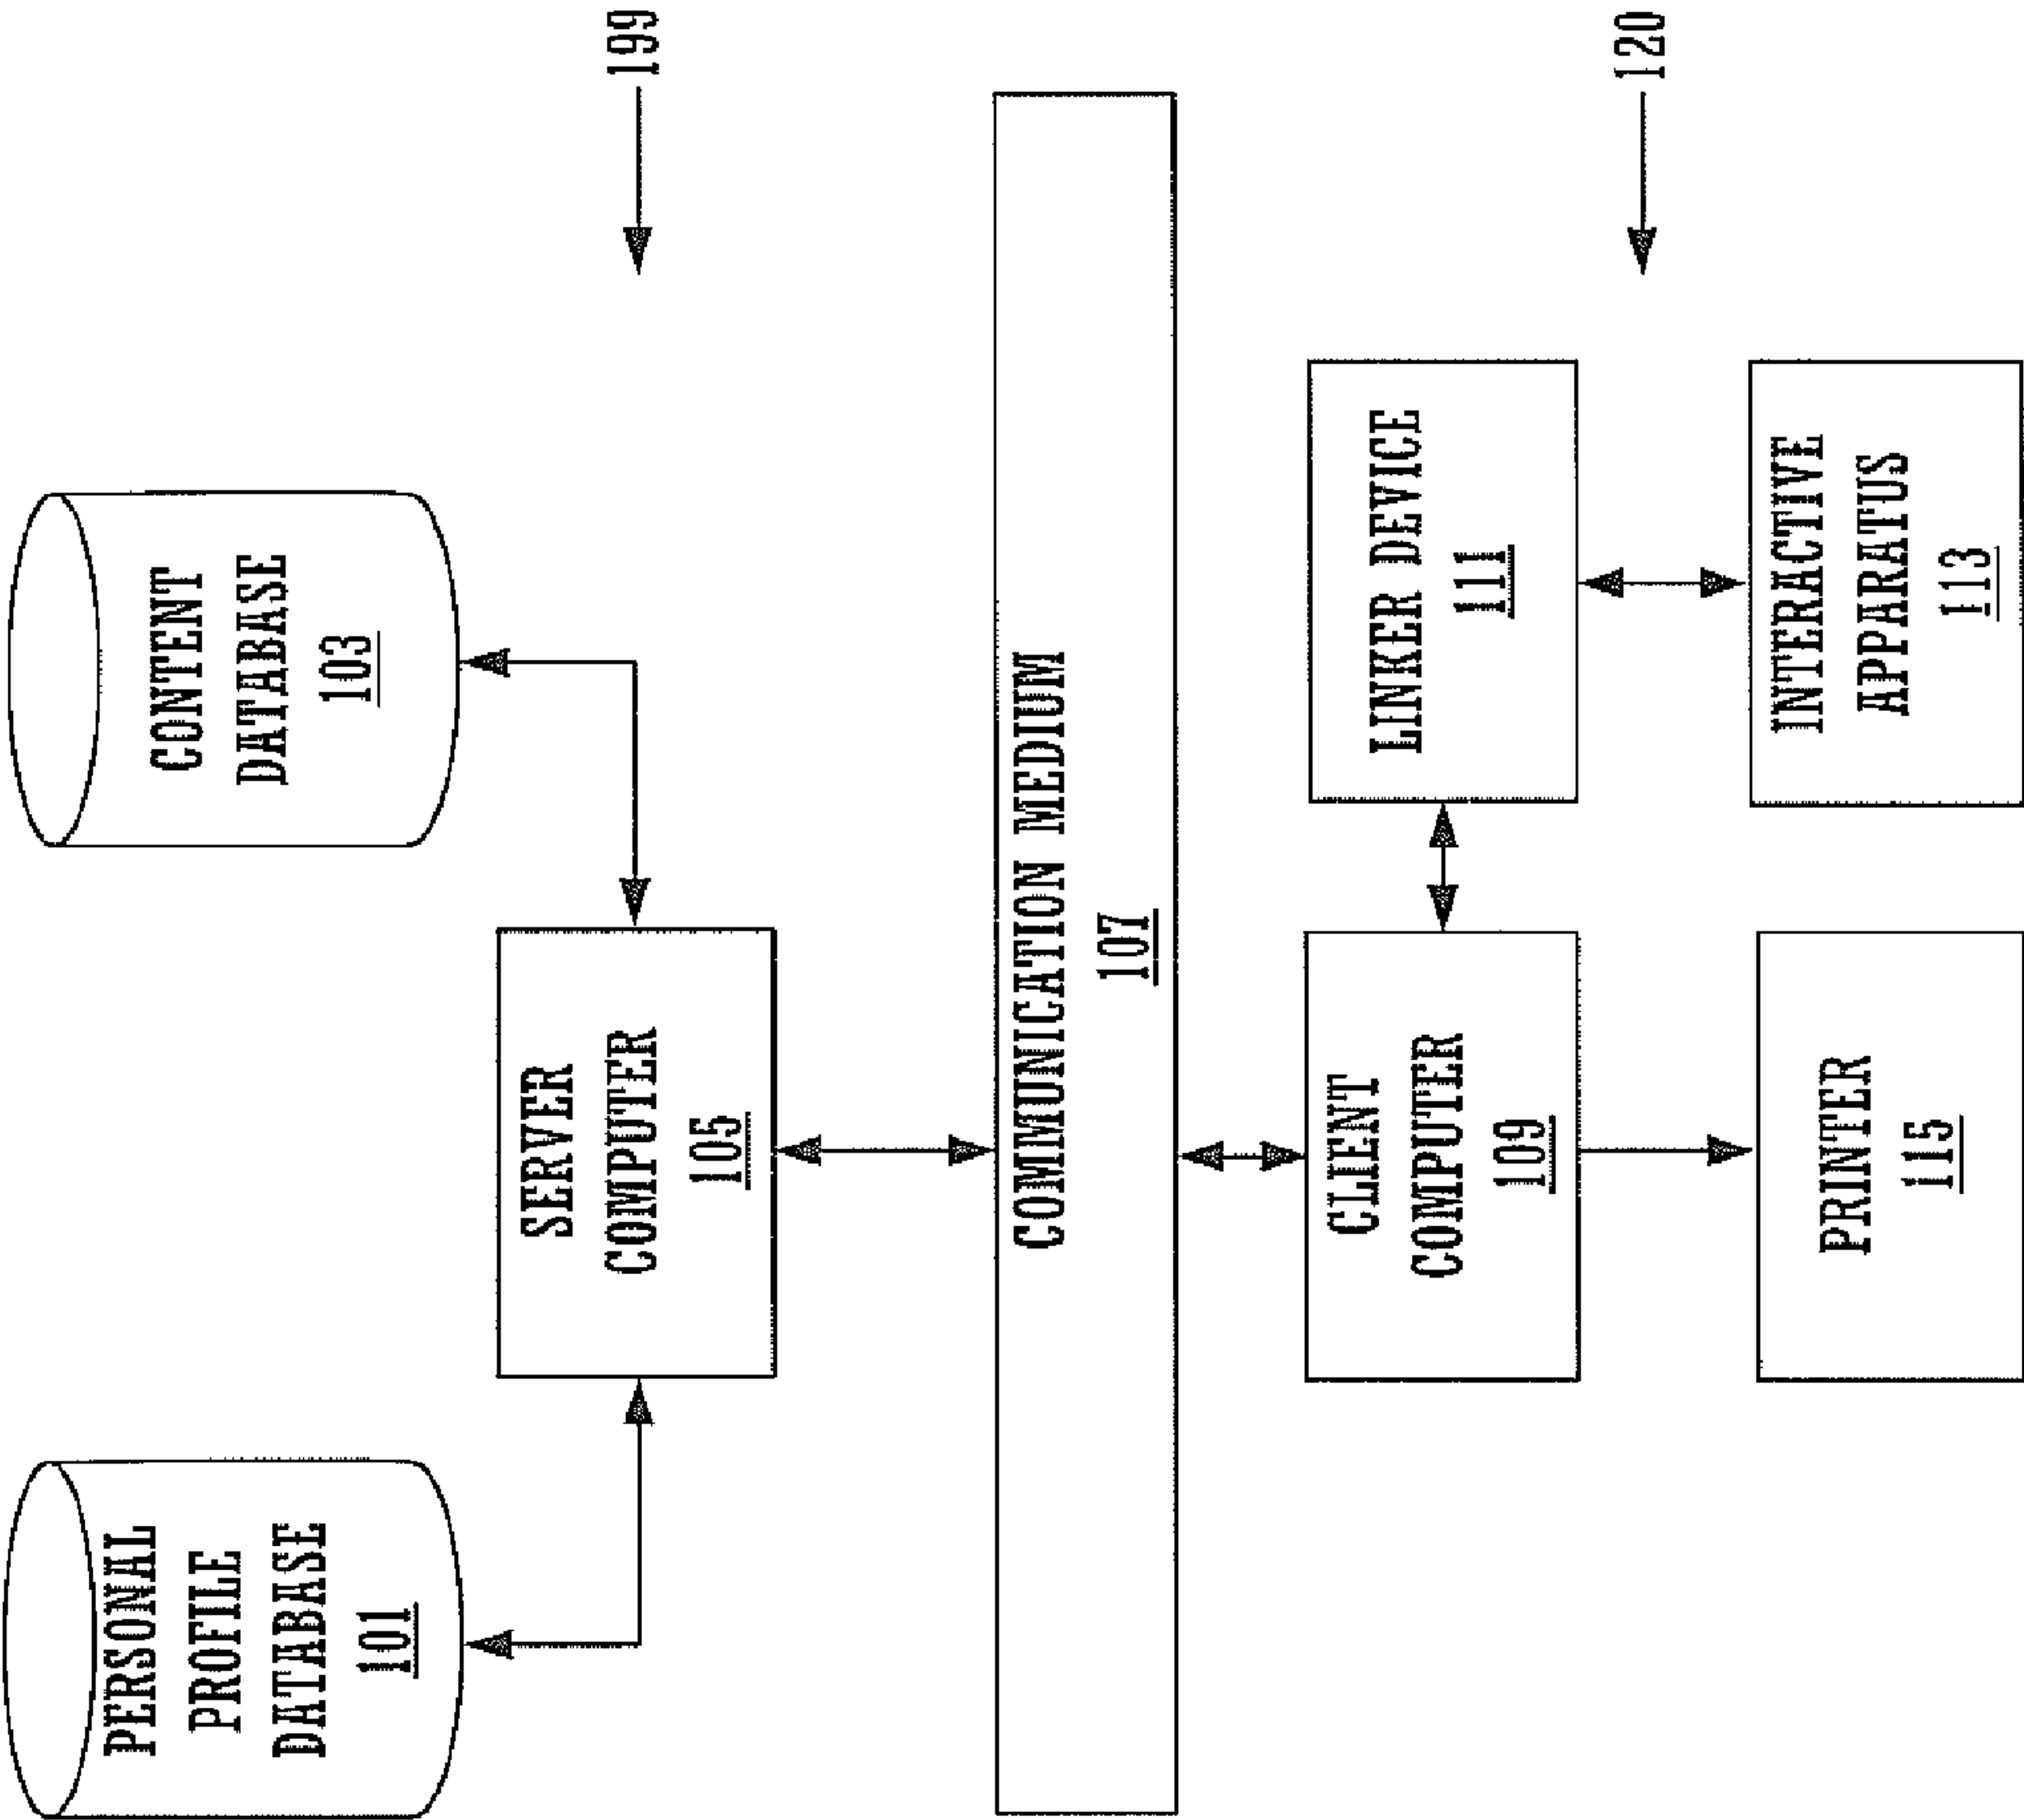 PERSONAL
PROFILE
DATABASE
101
CONTENT
DATABASE
103
199
SERVER
COMPUTER
105
COMMUNICATION MEDIUM
107
CLIENT
COMPUTER
109
LINKER DEVICE
111
120
PRINTER
115
INTERACTIVE
APPARATUS
113